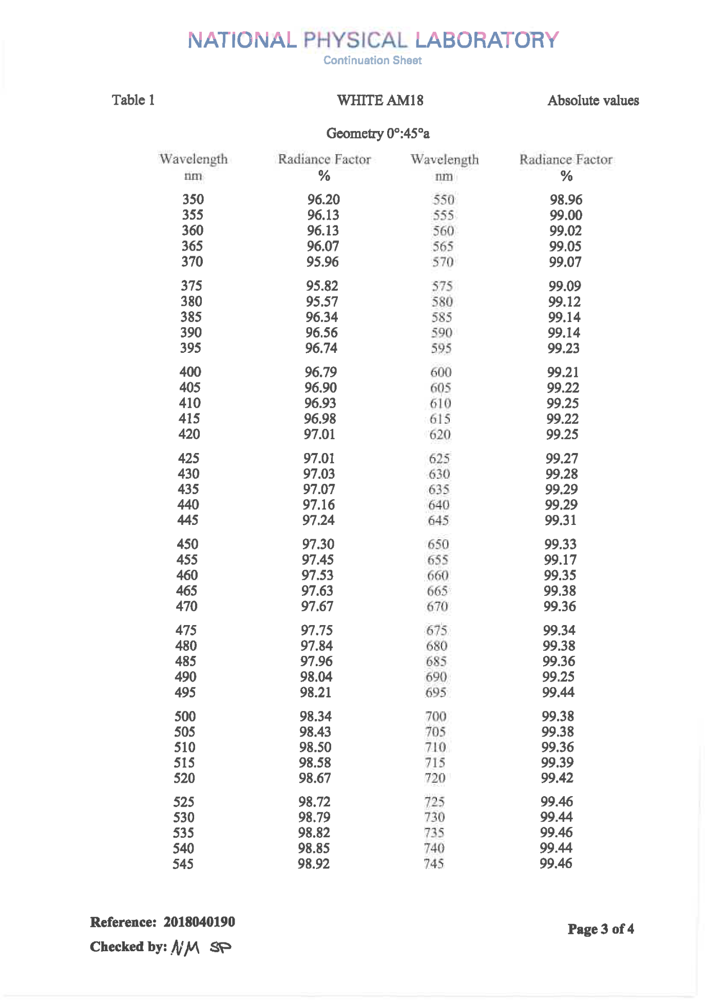 NATIONAL PHYSICAL LABORATORY
Continuation Sheet
Table 1 WHITE AM18 Absolute values
Geometry 0°:45°a
Wavelength Radiance Factor Wavelength Radiance Factor
nm % nm %
350 96.20 550 98.96
355 96.13 555 99.00
360 96.13 560 99.02
365 96.07 565 99.05
370 95.96 570 99.07
375 95.82 575 99.09
380 95.57 580 99.12
385 96.34 585 99.14
390 96.56 590 99.14
395 96.74 595 99.23
400 96.79 600 99.21
405 96.90 605 99.22
410 96.93 610 99.25
415 96.98 615 99.22
420 97.01 620 99.25
425 97.01 625 99.27
430 97.03 630 99.28
435 97.07 635 99.29
440 97.16 640 99.29
445 97.24 645 99.31
450 97.30 650 99.33
455 97.45 655 99.17
460 97.53 660 99.35
465 97.63 665 99.38
470 97.67 670 99.36
475 97.75 675 99.34
480 97.84 680 99.38
485 97.96 685 99.36
490 98.04 690 99.25
495 98.21 695 99.44
500 98.34 700 99.38
505 98.43 705 99.38
510 98.50 710 99.36
515 98.58 715 99.39
520 98.67 720 99.42
525 98.72 725 99.46
530 98.79 730 99.44
535 98.82 735 99.46
540 98.85 740 99.44
545 98.92 745 99.46
Reference: 2018040190
Page 3 of 4
Checked by: NM SP